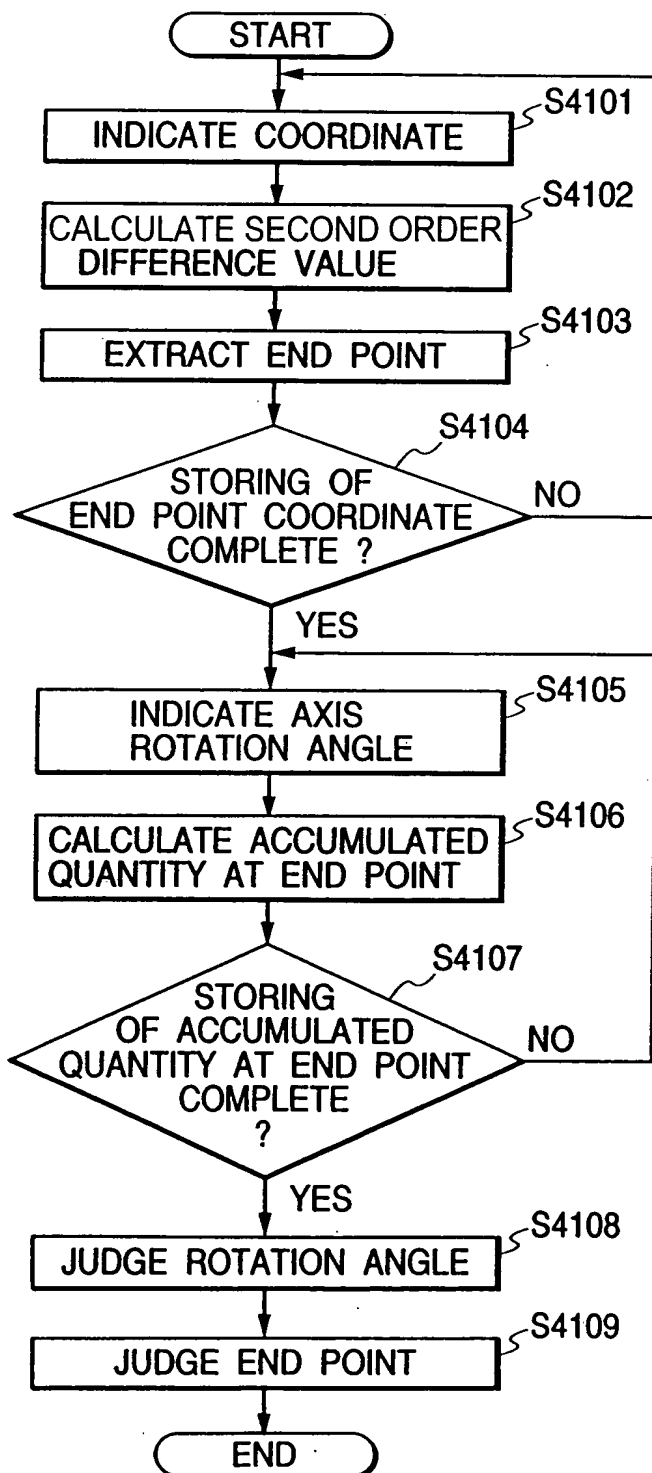 START
S4101
INDICATE COORDINATE
S4102
CALCULATE SECOND ORDER
DIFFERENCE VALUE
S4103
EXTRACT END POINT
S4104
STORING OF
END POINT COORDINATE
COMPLETE ?
NO
YES
S4105
INDICATE AXIS
ROTATION ANGLE
S4106
CALCULATE ACCUMULATED
QUANTITY AT END POINT
S4107
STORING
OF ACCUMULATED
QUANTITY AT END POINT
COMPLETE
?
NO
YES
S4108
JUDGE ROTATION ANGLE
S4109
JUDGE END POINT
END